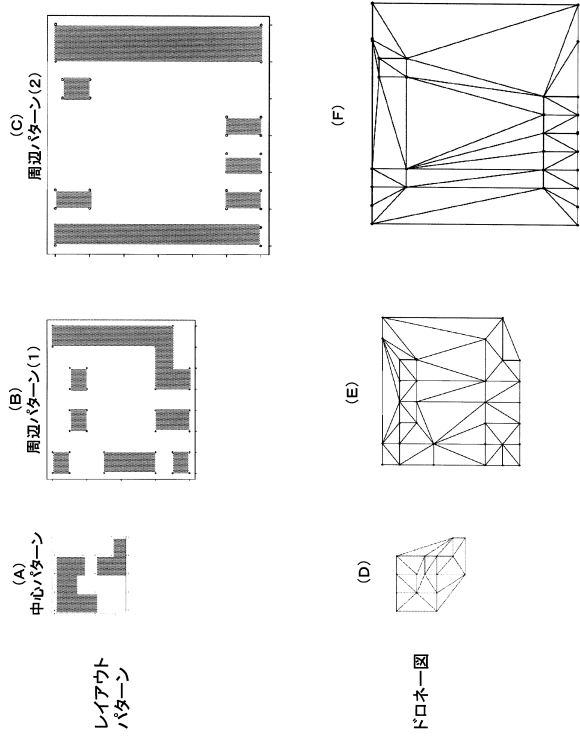 (A)
中心パターン
(B)
周辺パターン(1)
(C)
周辺パターン(2)
レイアウト
パターン
(D)
(E)
(F)
ドロネー図